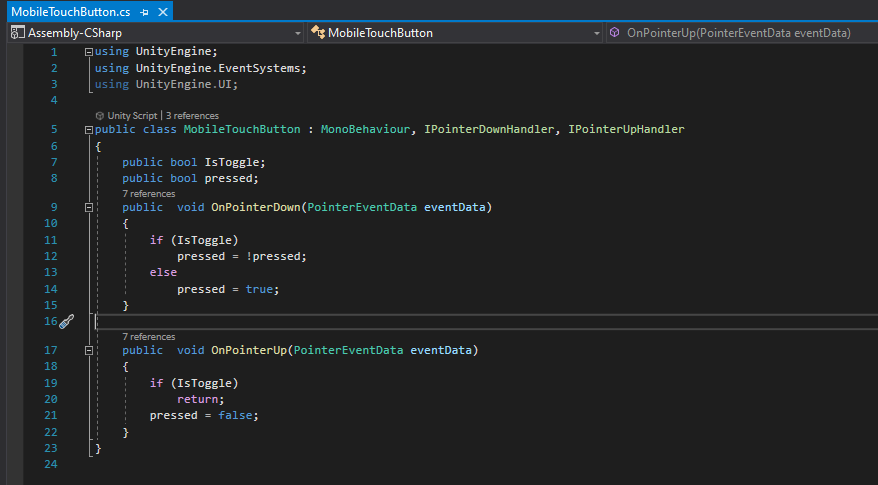 MobileTouchButton.cs
Assembly-CSharp MobileTouchButton OnPointerUp(PointerEventData eventData)
1 using UnityEngine;
2 using UnityEngine.EventSystems;
3 using UnityEngine.UI;
4
Unity Script | 3 references
5 public class MobileTouchButton : MonoBehaviour, IPointerDownHandler, IPointerUpHandler
6 {
7 public bool IsToggle;
8 public bool pressed;
7 references
9 public  void OnPointerDown(PointerEventData eventData)
10 {
11 if (IsToggle)
12 pressed = !pressed;
13 else
14 pressed = true;
15 }
16
7 references
17 public  void OnPointerUp(PointerEventData eventData)
18 {
19 if (IsToggle)
20 return;
21 pressed = false;
22 }
23 }
24